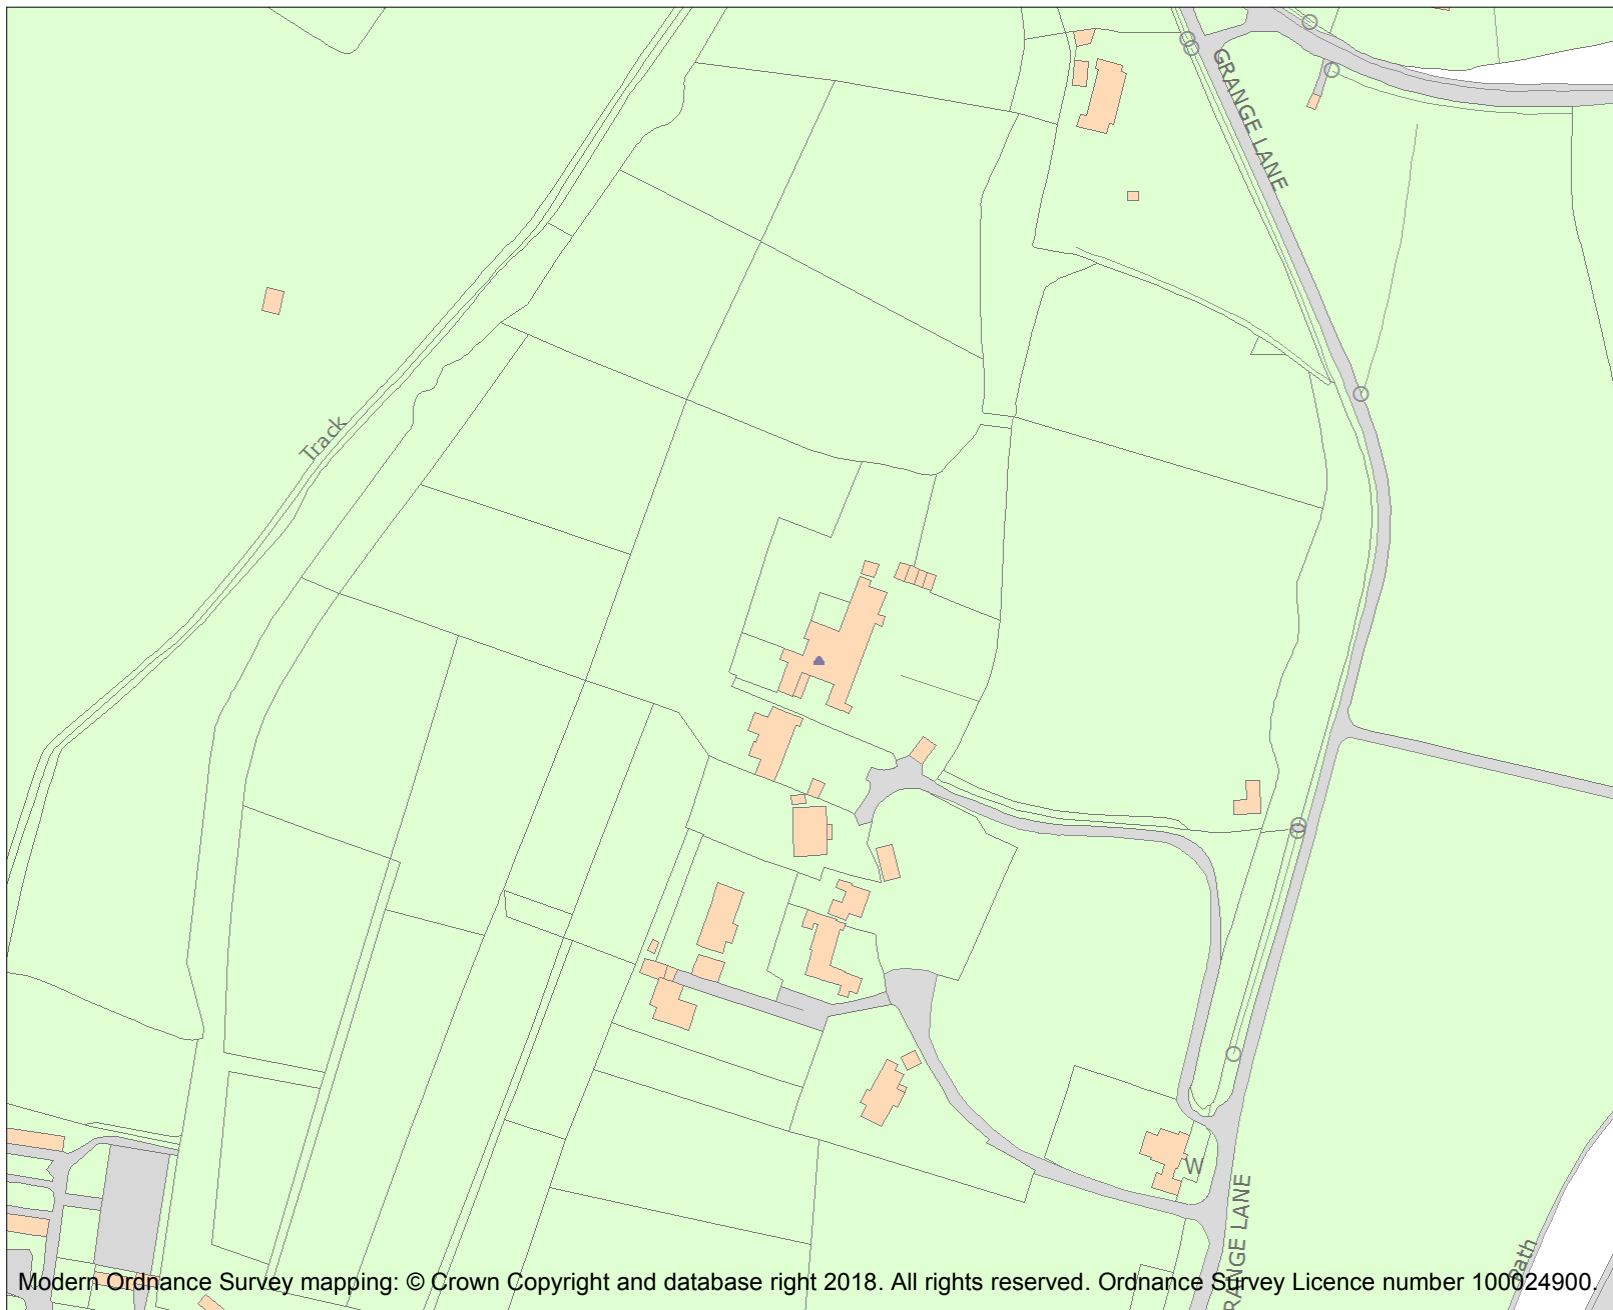 GRANGE LANE
Track
W
GRANGE LANE
Path
Modern Ordnance Survey mapping: © Crown Copyright and database right 2018. All rights reserved. Ordnance Survey Licence number 100024900.